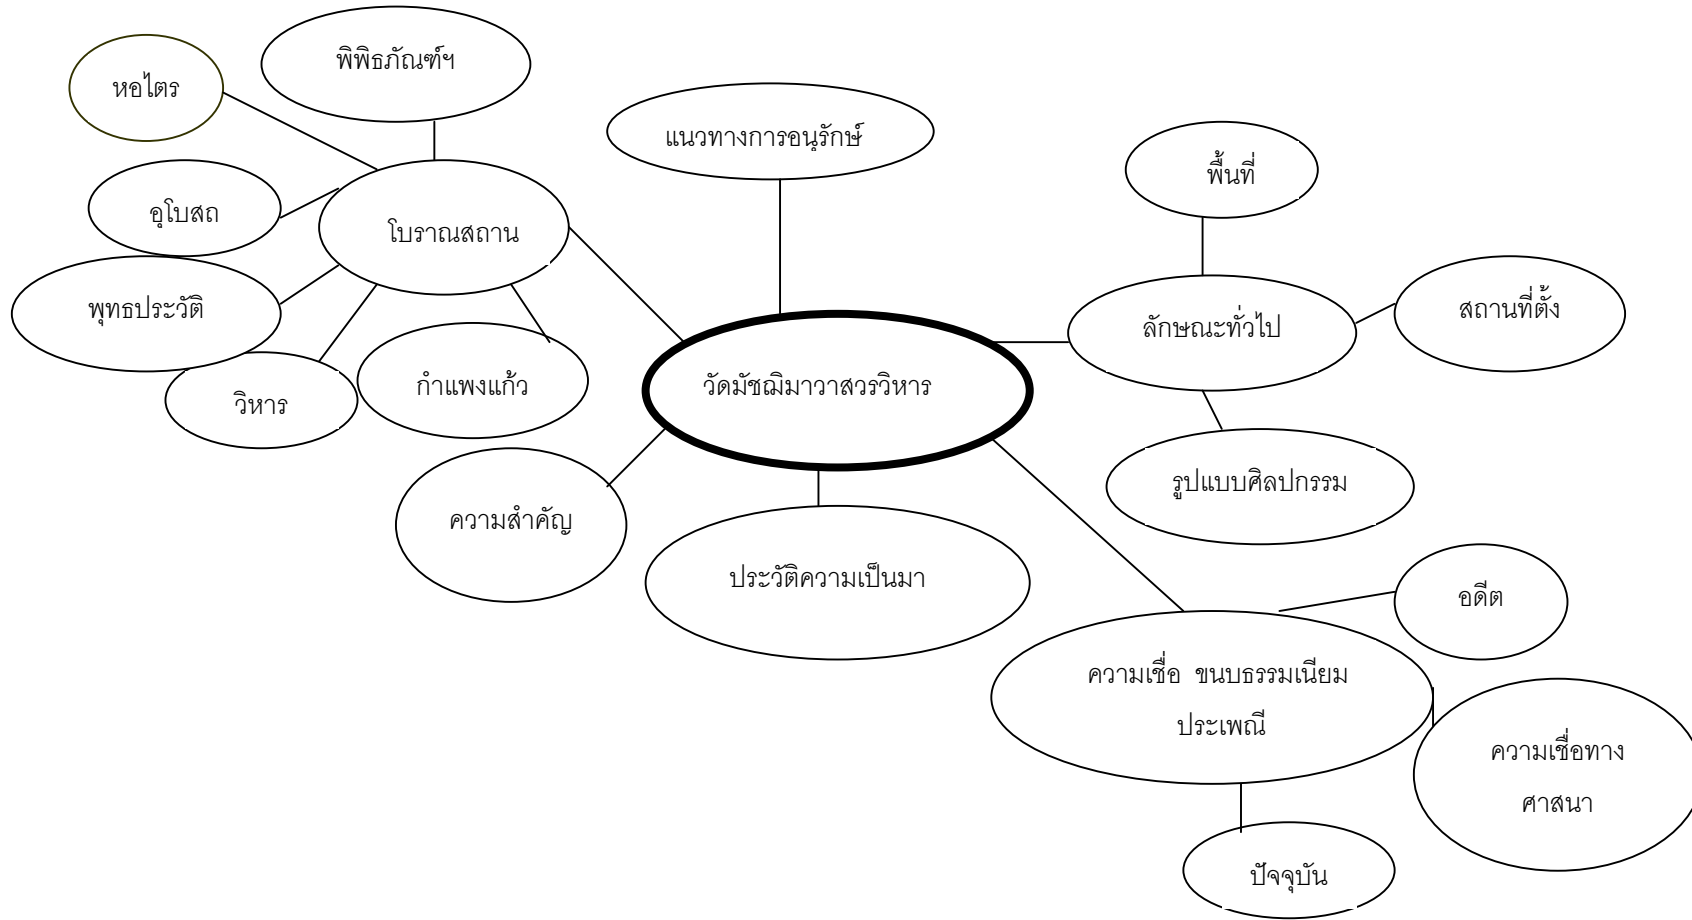 พิพิธภัณฑ์ฯ
หอไตร
แนวทางการอนุรักษ์
พื้นที่
อุโบสถ
โบราณสถาน
พุทธประวัติ
สถานที่ตั้ง
ลักษณะทั่วไป
วิหาร
กำแพงแก้ว
วัดมัชฌิมาวาสวรวิหาร
รูปแบบศิลปกรรม
ความสำคัญ
ประวัติความเป็นมา
อดีต
ความเชื่อ ขนบธรรมเนียม
ประเพณี
ความเชื่อทาง
ศาสนา
ปัจจุบัน